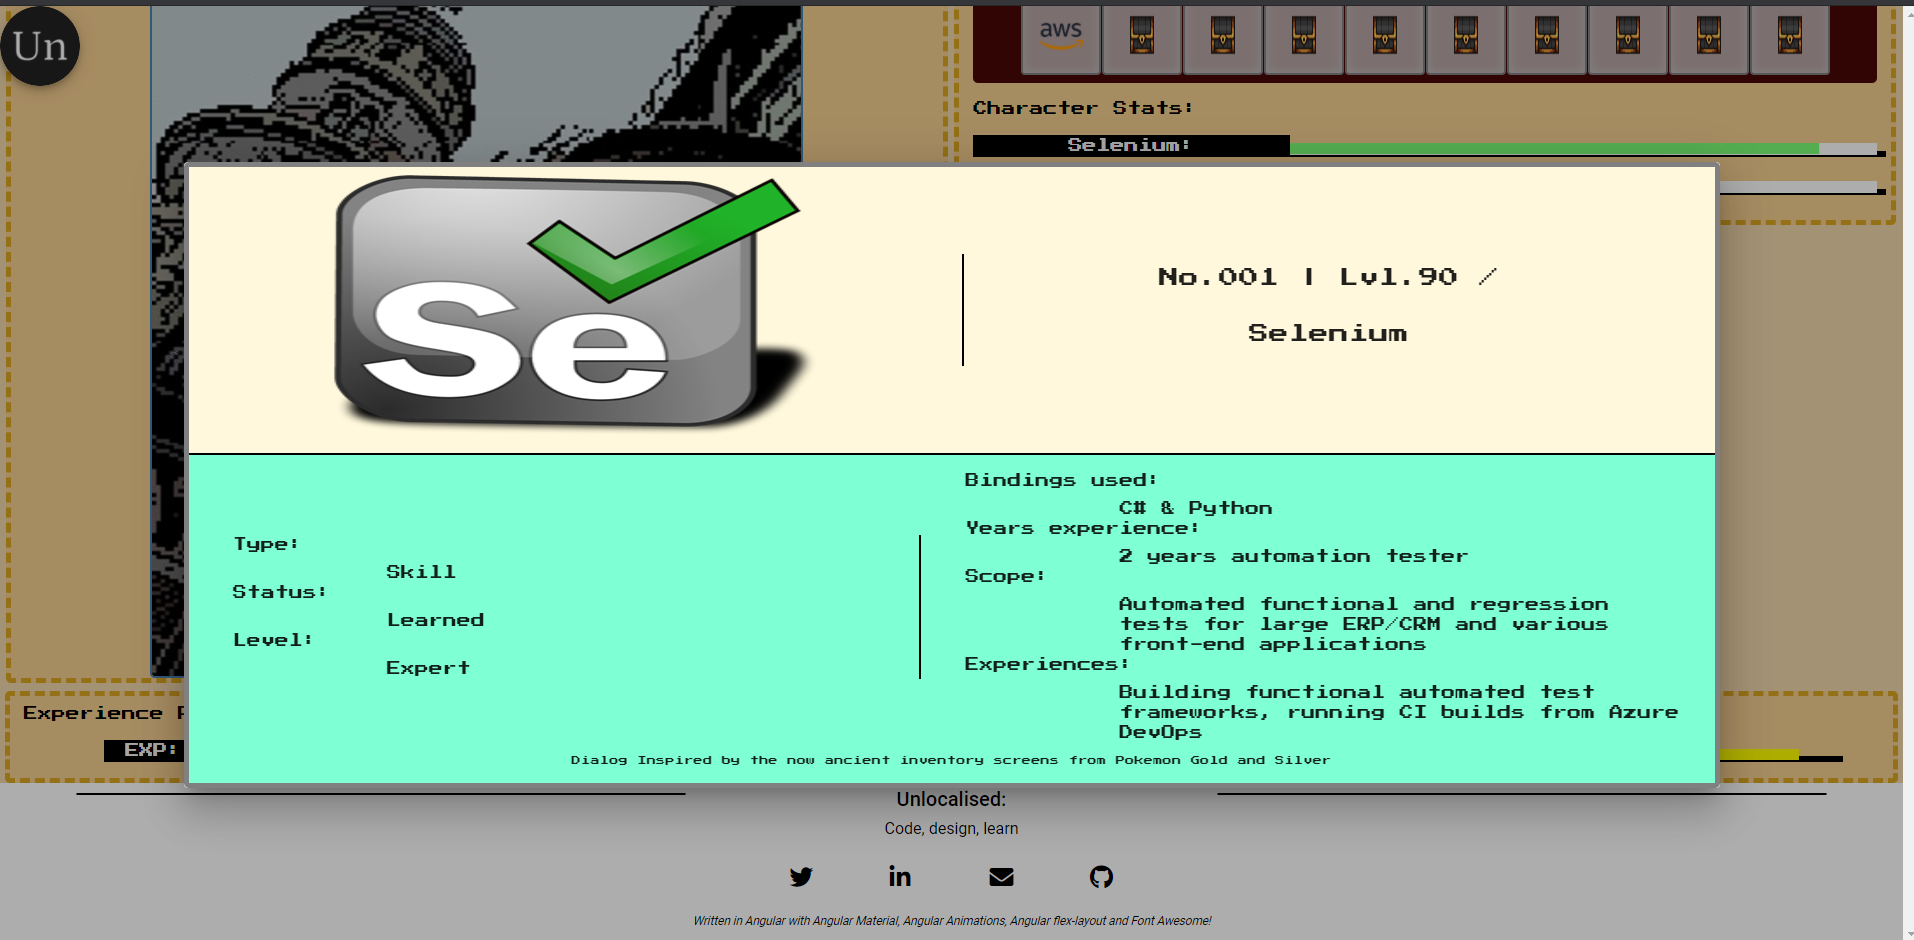 Un
aws
Character Stats:
Selenium:
Se
No.001 | Lvl.90 /
Selenium
Type:
Skill
Status:
Learned
Level:
Expert
Bindings used:
C# & Python
Years experience:
2 years automation tester
Scope:
Automated functional and regression
tests for large ERP/CRM and various
front-end applications
Experiences:
Building functional automated test
frameworks, running CI builds from Azure
DevOps
Dialog Inspired by the now ancient inventory screens from Pokemon Gold and Silver
Experience
EXP:
Unlocalised:
Code, design, learn
in
Written in Angular with Angular Material, Angular Animations, Angular flex-layout and Font Awesome!